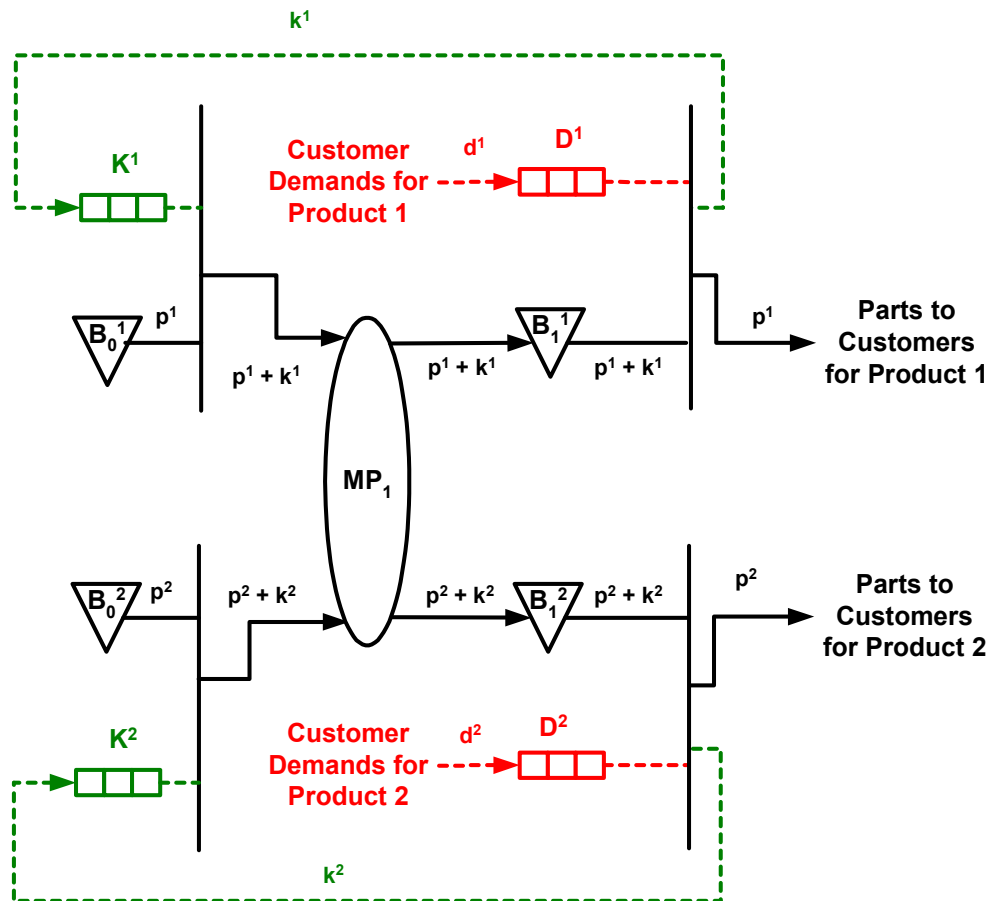 k¹
K¹
Customer
Demands for
Product 1
d¹
D¹
B₀¹
p¹
p¹ + k¹
MP₁
p¹ + k¹
B₁¹
p¹ + k¹
p¹
Parts to
Customers
for Product 1
B₀²
p²
p² + k²
p² + k²
B₁²
p² + k²
p²
Parts to
Customers
for Product 2
K²
Customer
Demands for
Product 2
d²
D²
k²